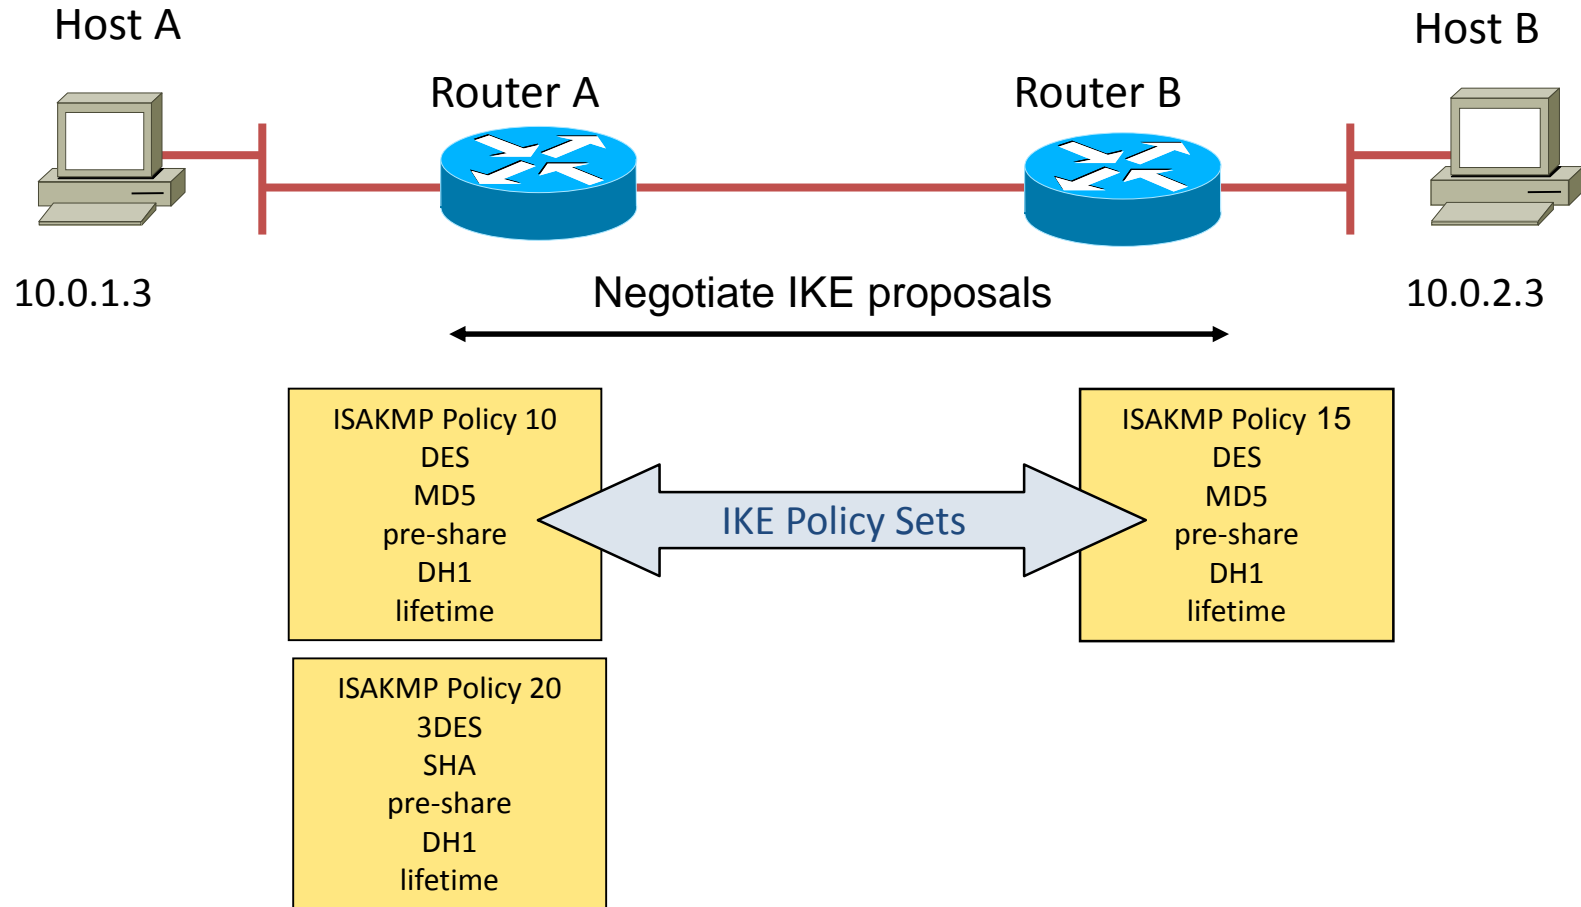 Host A
Host B
Router A
Router B
10.0.1.3
Negotiate IKE proposals
10.0.2.3
ISAKMP Policy 10
DES
MD5
pre-share
DH1
lifetime
IKE Policy Sets
ISAKMP Policy 15
DES
MD5
pre-share
DH1
lifetime
ISAKMP Policy 20
3DES
SHA
pre-share
DH1
lifetime